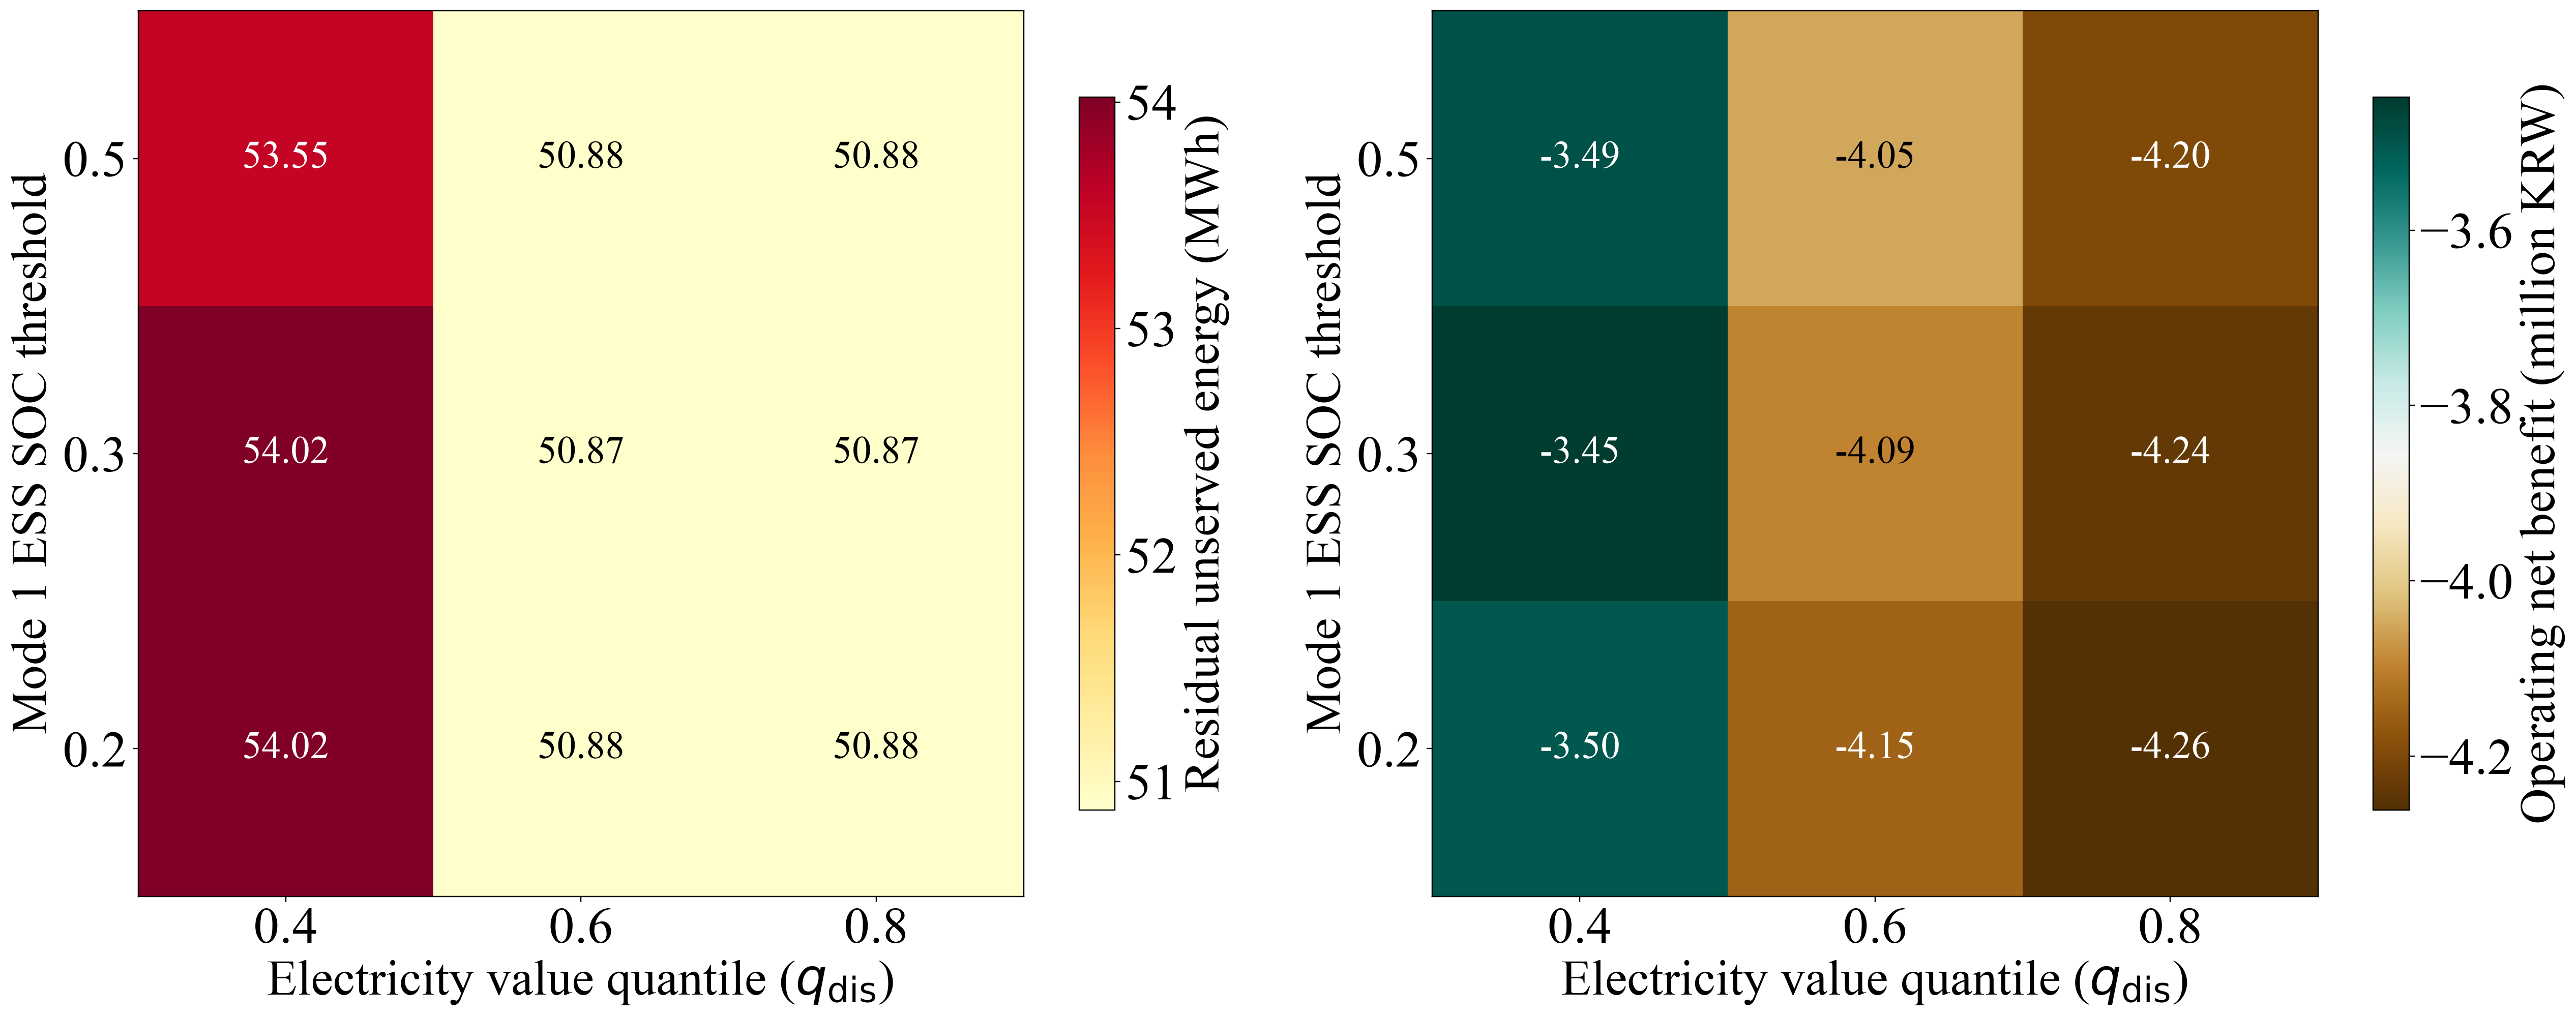 Mode 1 ESS SOC threshold
0.5
0.3
0.2
53.55 50.88 50.88
54.02 50.87 50.87
54.02 50.88 50.88
0.4 0.6 0.8
Electricity value quantile (q_dis)
54
53
52
51
Residual unserved energy (MWh)
Mode 1 ESS SOC threshold
0.5
0.3
0.2
-3.49 -4.05 -4.20
-3.45 -4.09 -4.24
-3.50 -4.15 -4.26
0.4 0.6 0.8
Electricity value quantile (q_dis)
−3.6
−3.8
−4.0
−4.2
Operating net benefit (million KRW)